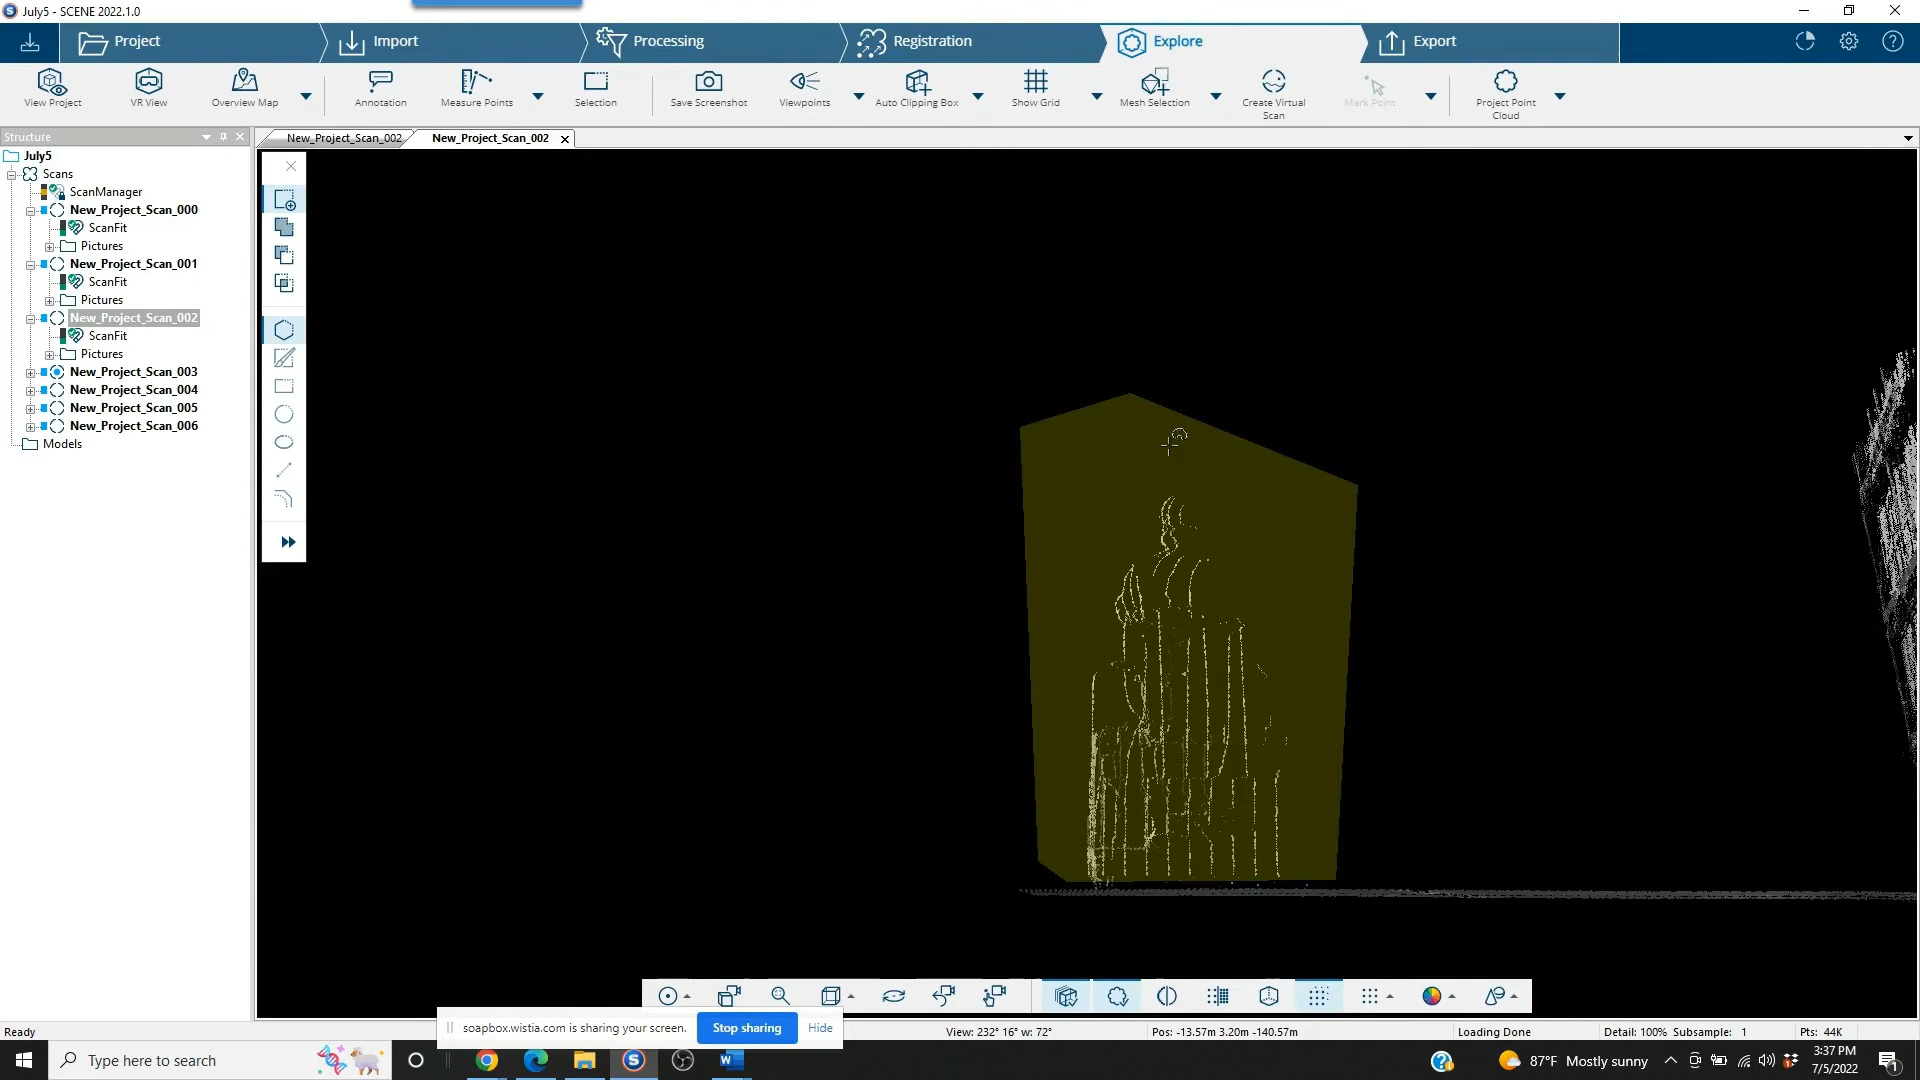 July5 - SCENE 2022.1.0
Project
Import
Processing
Registration
Explore
Export
View Project
VR View
Overview Map
Annotation
Measure Points
Selection
Save Screenshot
Viewpoints
Auto Clipping Box
Show Grid
Mesh Selection
Create Virtual
Scan
Mark Point
Project Point
Cloud
Structure
New_Project_Scan_002
New_Project_Scan_002
July5
Scans
ScanManager
New_Project_Scan_000
ScanFit
Pictures
New_Project_Scan_001
ScanFit
Pictures
New_Project_Scan_002
ScanFit
Pictures
New_Project_Scan_003
New_Project_Scan_004
New_Project_Scan_005
New_Project_Scan_006
Models
soapbox.wistia.com is sharing your screen.
Stop sharing
Hide
Ready
View: 232° 16° w: 72°
Pos: -13.57m 3.20m -140.57m
Loading Done
Detail: 100% Subsample: 1
Pts: 44K
Type here to search
87°F Mostly sunny
3:37 PM
7/5/2022